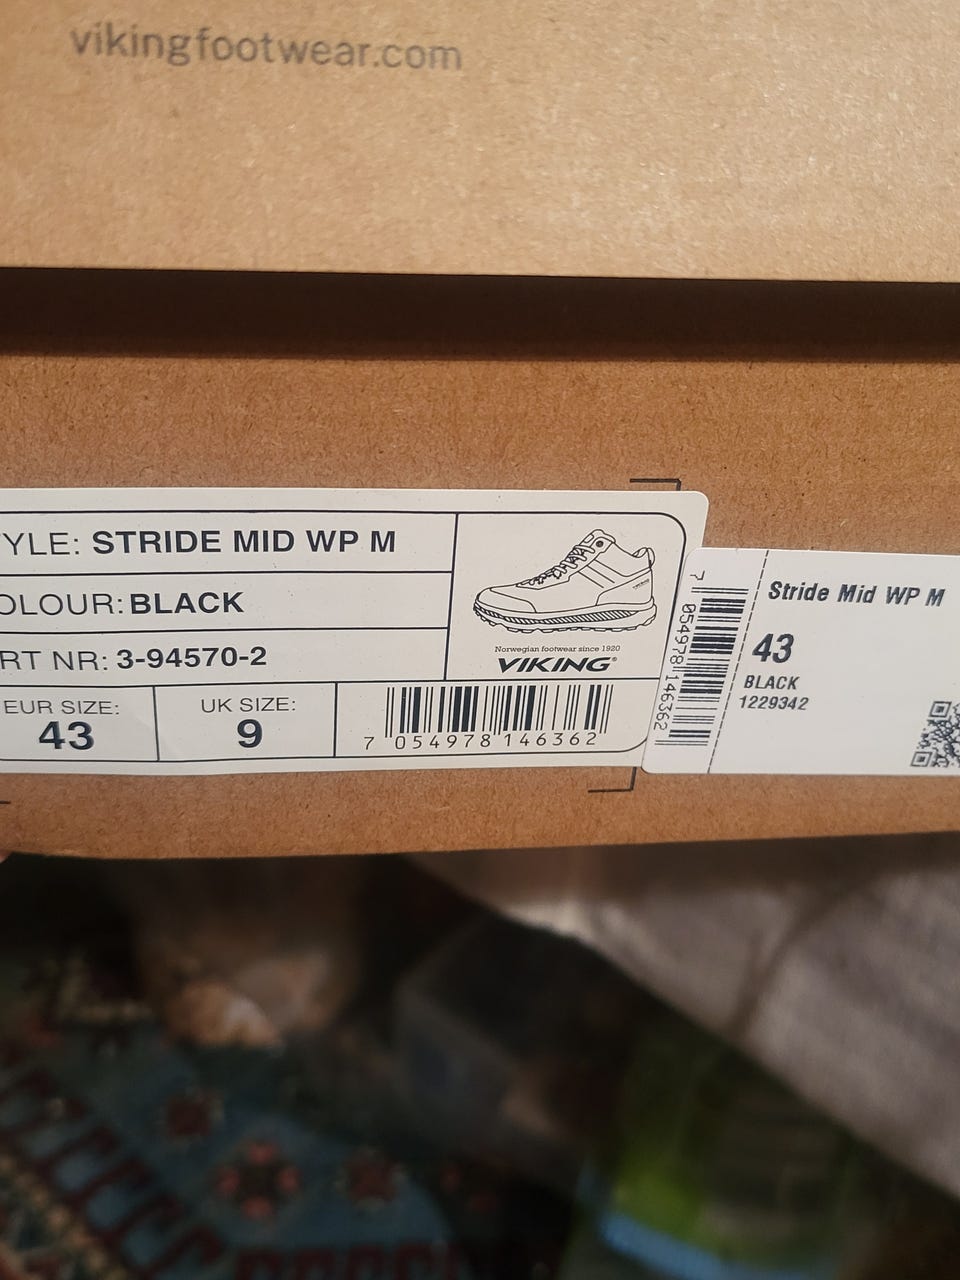 vikingfootwear.com
YLE: STRIDE MID WP M
OLOUR: BLACK
RT NR: 3-94570-2
EUR SIZE:
43
UK SIZE:
9
7 054978 146362
Norwegian footwear since 1920
VIKING®
7 054978 146362
Stride Mid WP M
43
BLACK
1229342